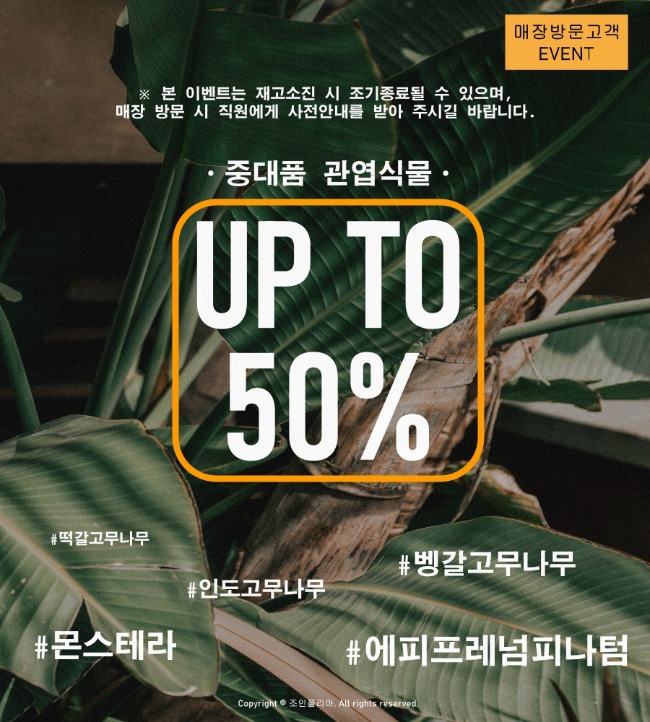 매장방문고객
EVENT
※ 본 이벤트는 재고소진 시 조기종료될 수 있으며,
매장 방문 시 직원에게 사전안내를 받아 주시길 바랍니다.
· 중대품 관엽식물 ·
UP TO
50%
#떡갈고무나무
#벵갈고무나무
#인도고무나무
#몬스테라
#에피프레넘피나텀
Copyright © 조인폴리아. All rights reserved.